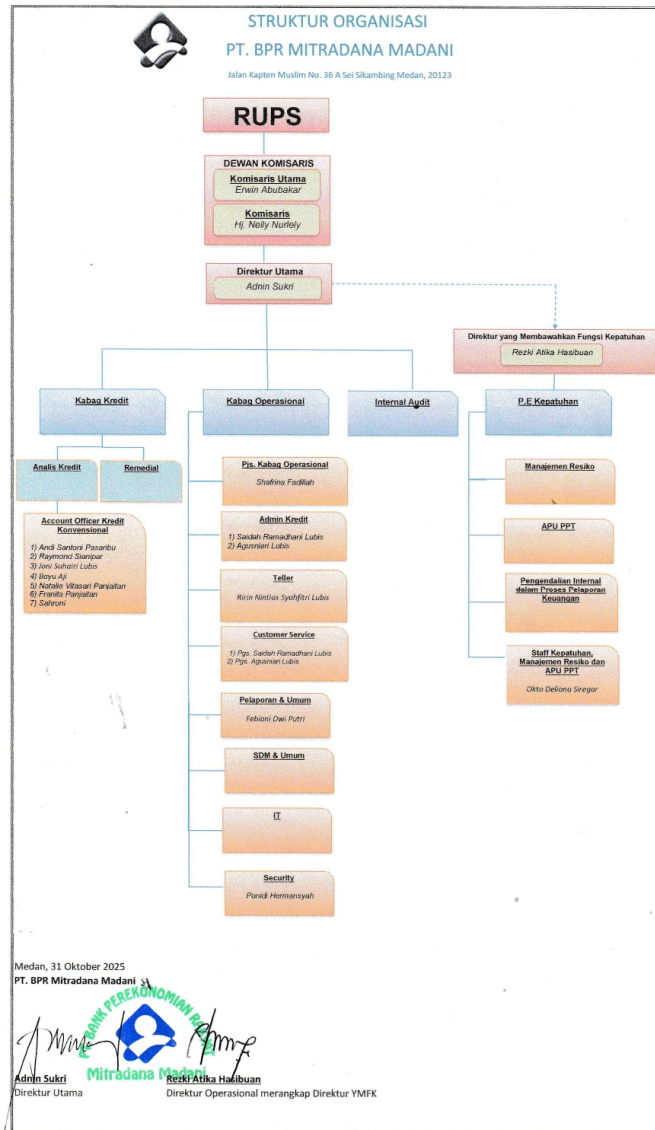 STRUKTUR ORGANISASI
PT. BPR MITRADANA MADANI
Jalan Kapten Muslim No. 36 A Sei Sikambing Medan, 20123
RUPS
DEWAN KOMISARIS
Komisaris Utama
Erwin Abubakar
Komisaris
Hj. Nelly Nurlely
Direktur Utama
Adnin Sukri
Direktur yang Membawahkan Fungsi Kepatuhan
Rezki Atika Hasibuan
Kabag Kredit
Kabag Operasional
Internal Audit
P.E Kepatuhan
Analis Kredit
Remedial
Account Officer Kredit
Konvensional
1) Andi Santoni Pasaribu
2) Raymond Sianipar
3) Joni Suhairi Lubis
4) Bayu Aji
5) Natalia Vitasari Panjaitan
6) Franita Panjaitan
7) Sahroni
Pjs. Kabag Operasional
Shafrina Fadillah
Admin Kredit
1) Saidah Ramadhani Lubis
2) Agusniari Lubis
Teller
Ririn Nintius Syahfitri Lubis
Customer Service
1) Pgs. Saidah Ramadhani Lubis
2) Pgs. Agusniari Lubis
Pelaporan & Umum
Febiani Dwi Putri
SDM & Umum
IT
Security
Ponidi Hermansyah
Manajemen Resiko
APU PPT
Pengendalian Internal
dalam Proses Pelaporan
Keuangan
Staff Kepatuhan,
Manajemen Resiko dan
APU PPT
Okto Deliana Siregar
Medan, 31 Oktober 2025
PT. BPR Mitradana Madani
PT. BANK PEREKONOMIAN RAKYAT
Mitradana Madani
Adnin Sukri
Direktur Utama
Rezki Atika Hasibuan
Direktur Operasional merangkap Direktur YMFK